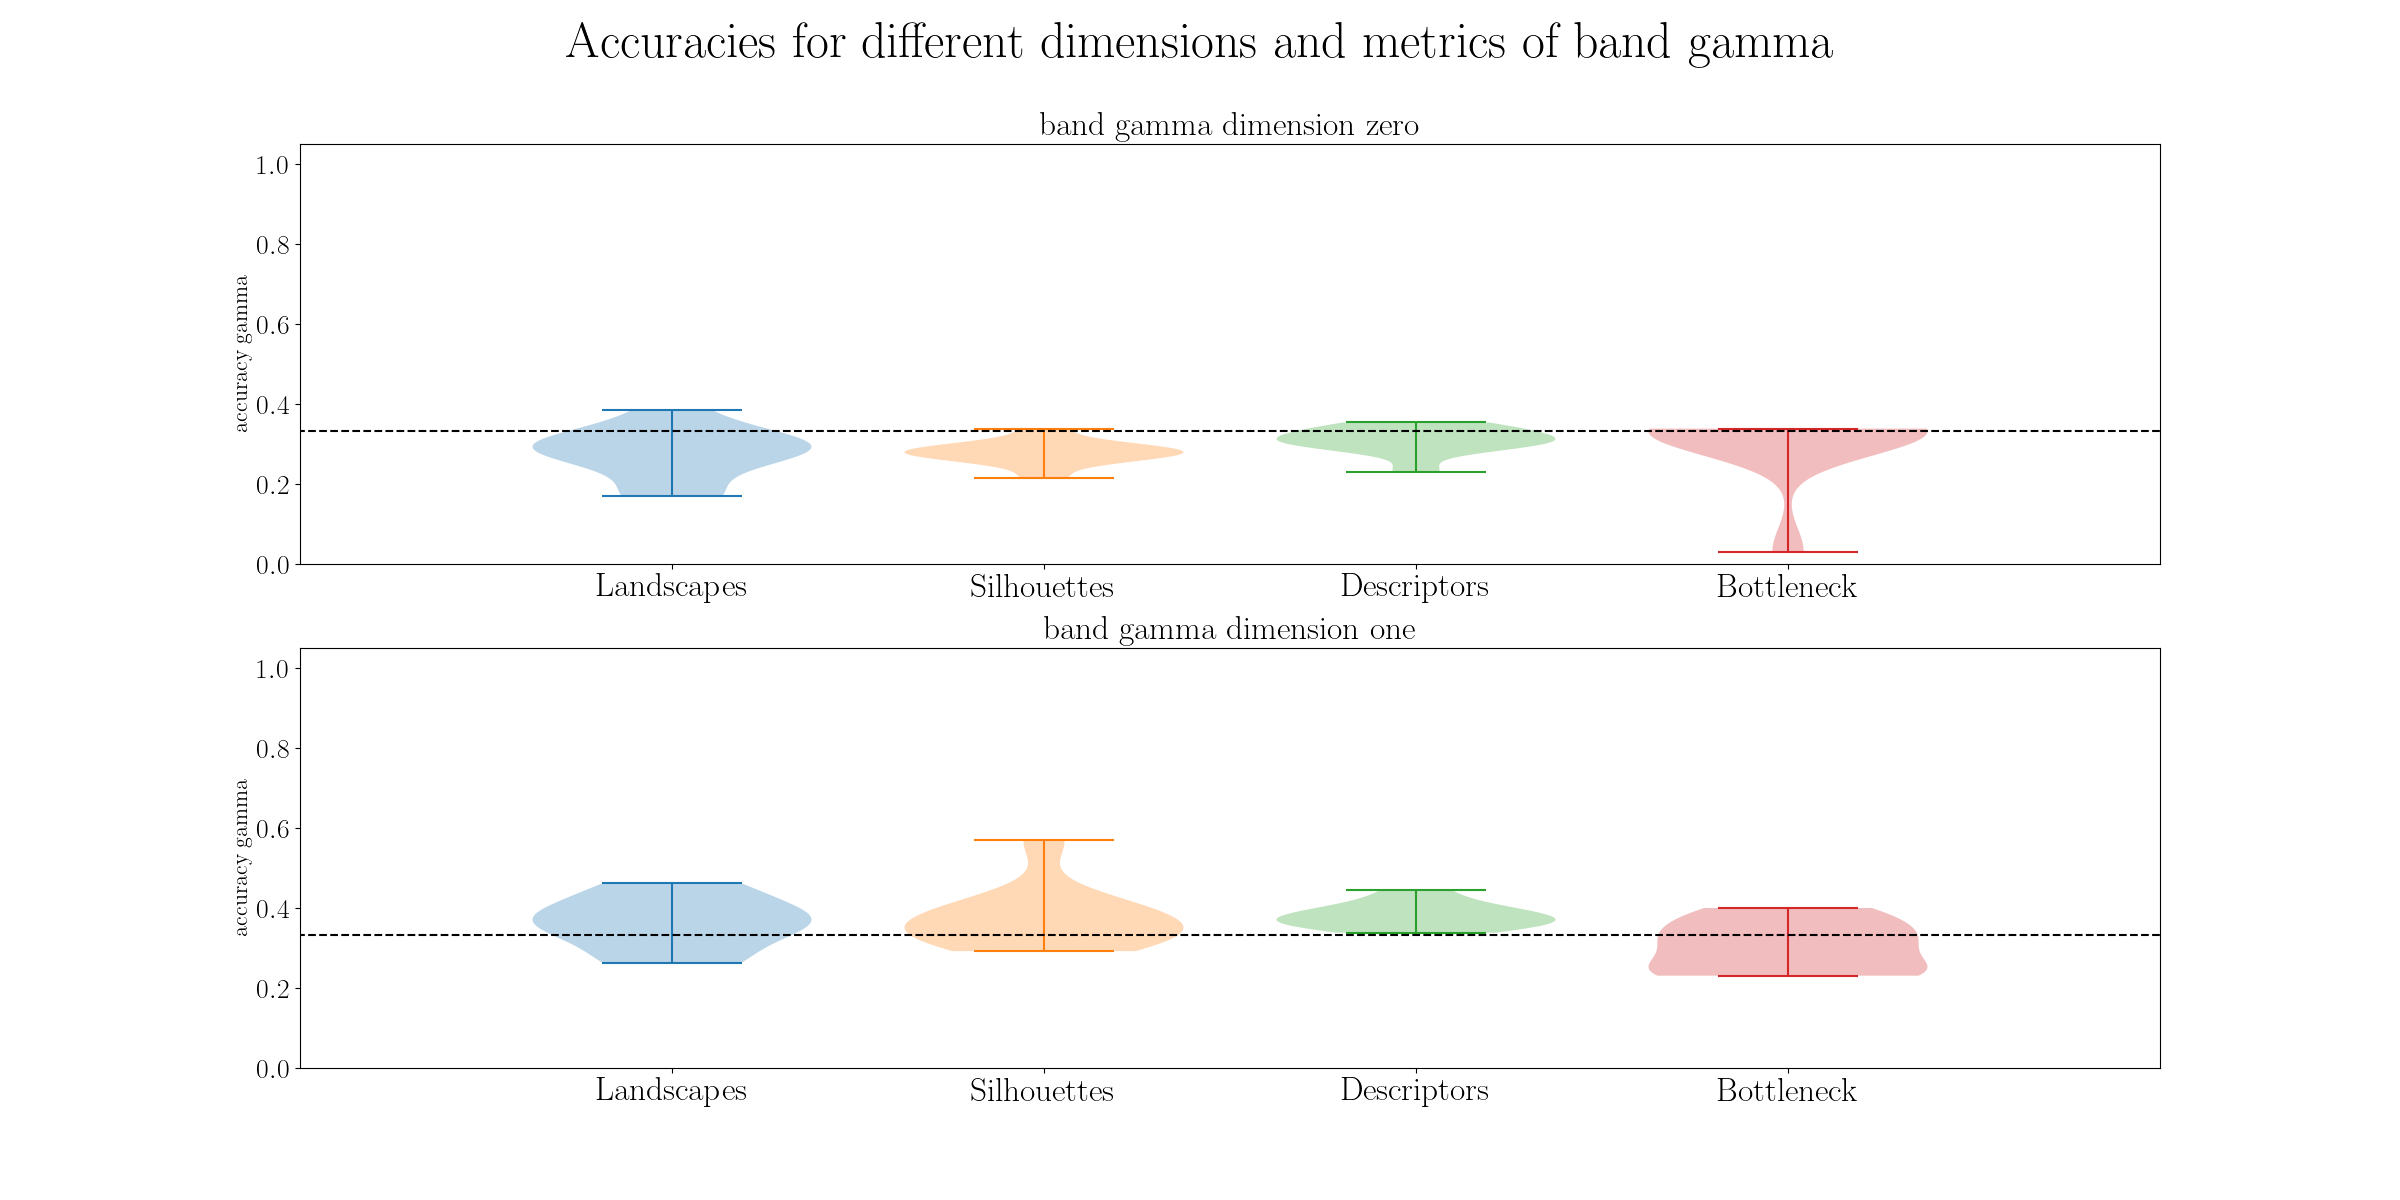 Accuracies for different dimensions and metrics of band gamma
band gamma dimension zero
accuracy gamma
1.0
0.8
0.6
0.4
0.2
0.0
Landscapes Silhouettes Descriptors Bottleneck
band gamma dimension one
accuracy gamma
1.0
0.8
0.6
0.4
0.2
0.0
Landscapes Silhouettes Descriptors Bottleneck